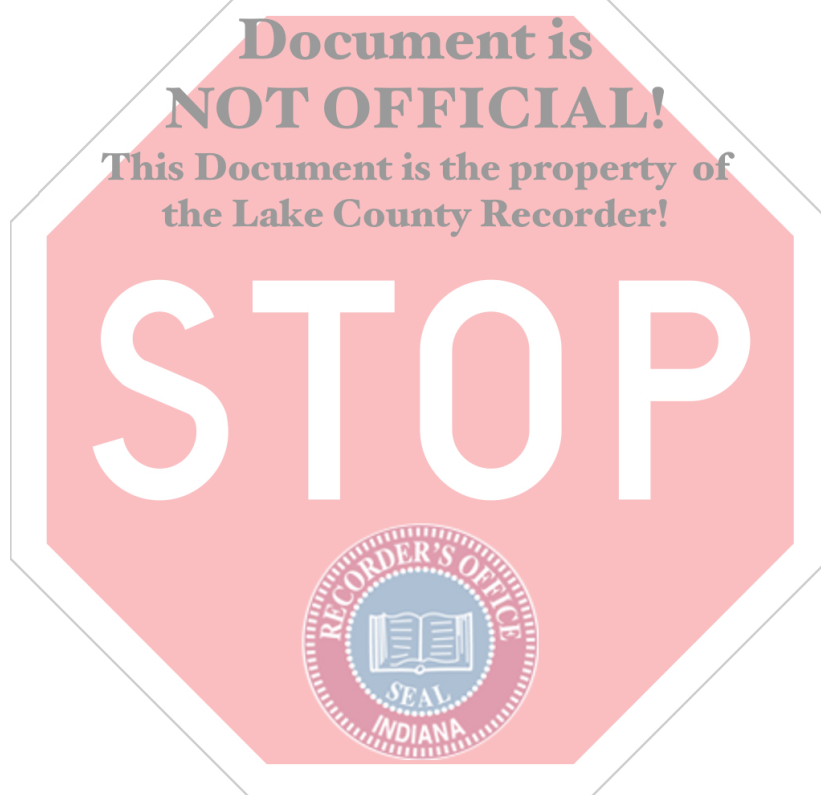 Document is
NOT OFFICIAL!
This Document is the property of
the Lake County Recorder!
STOP
RECORDER'S OFFICE
SEAL
INDIANA